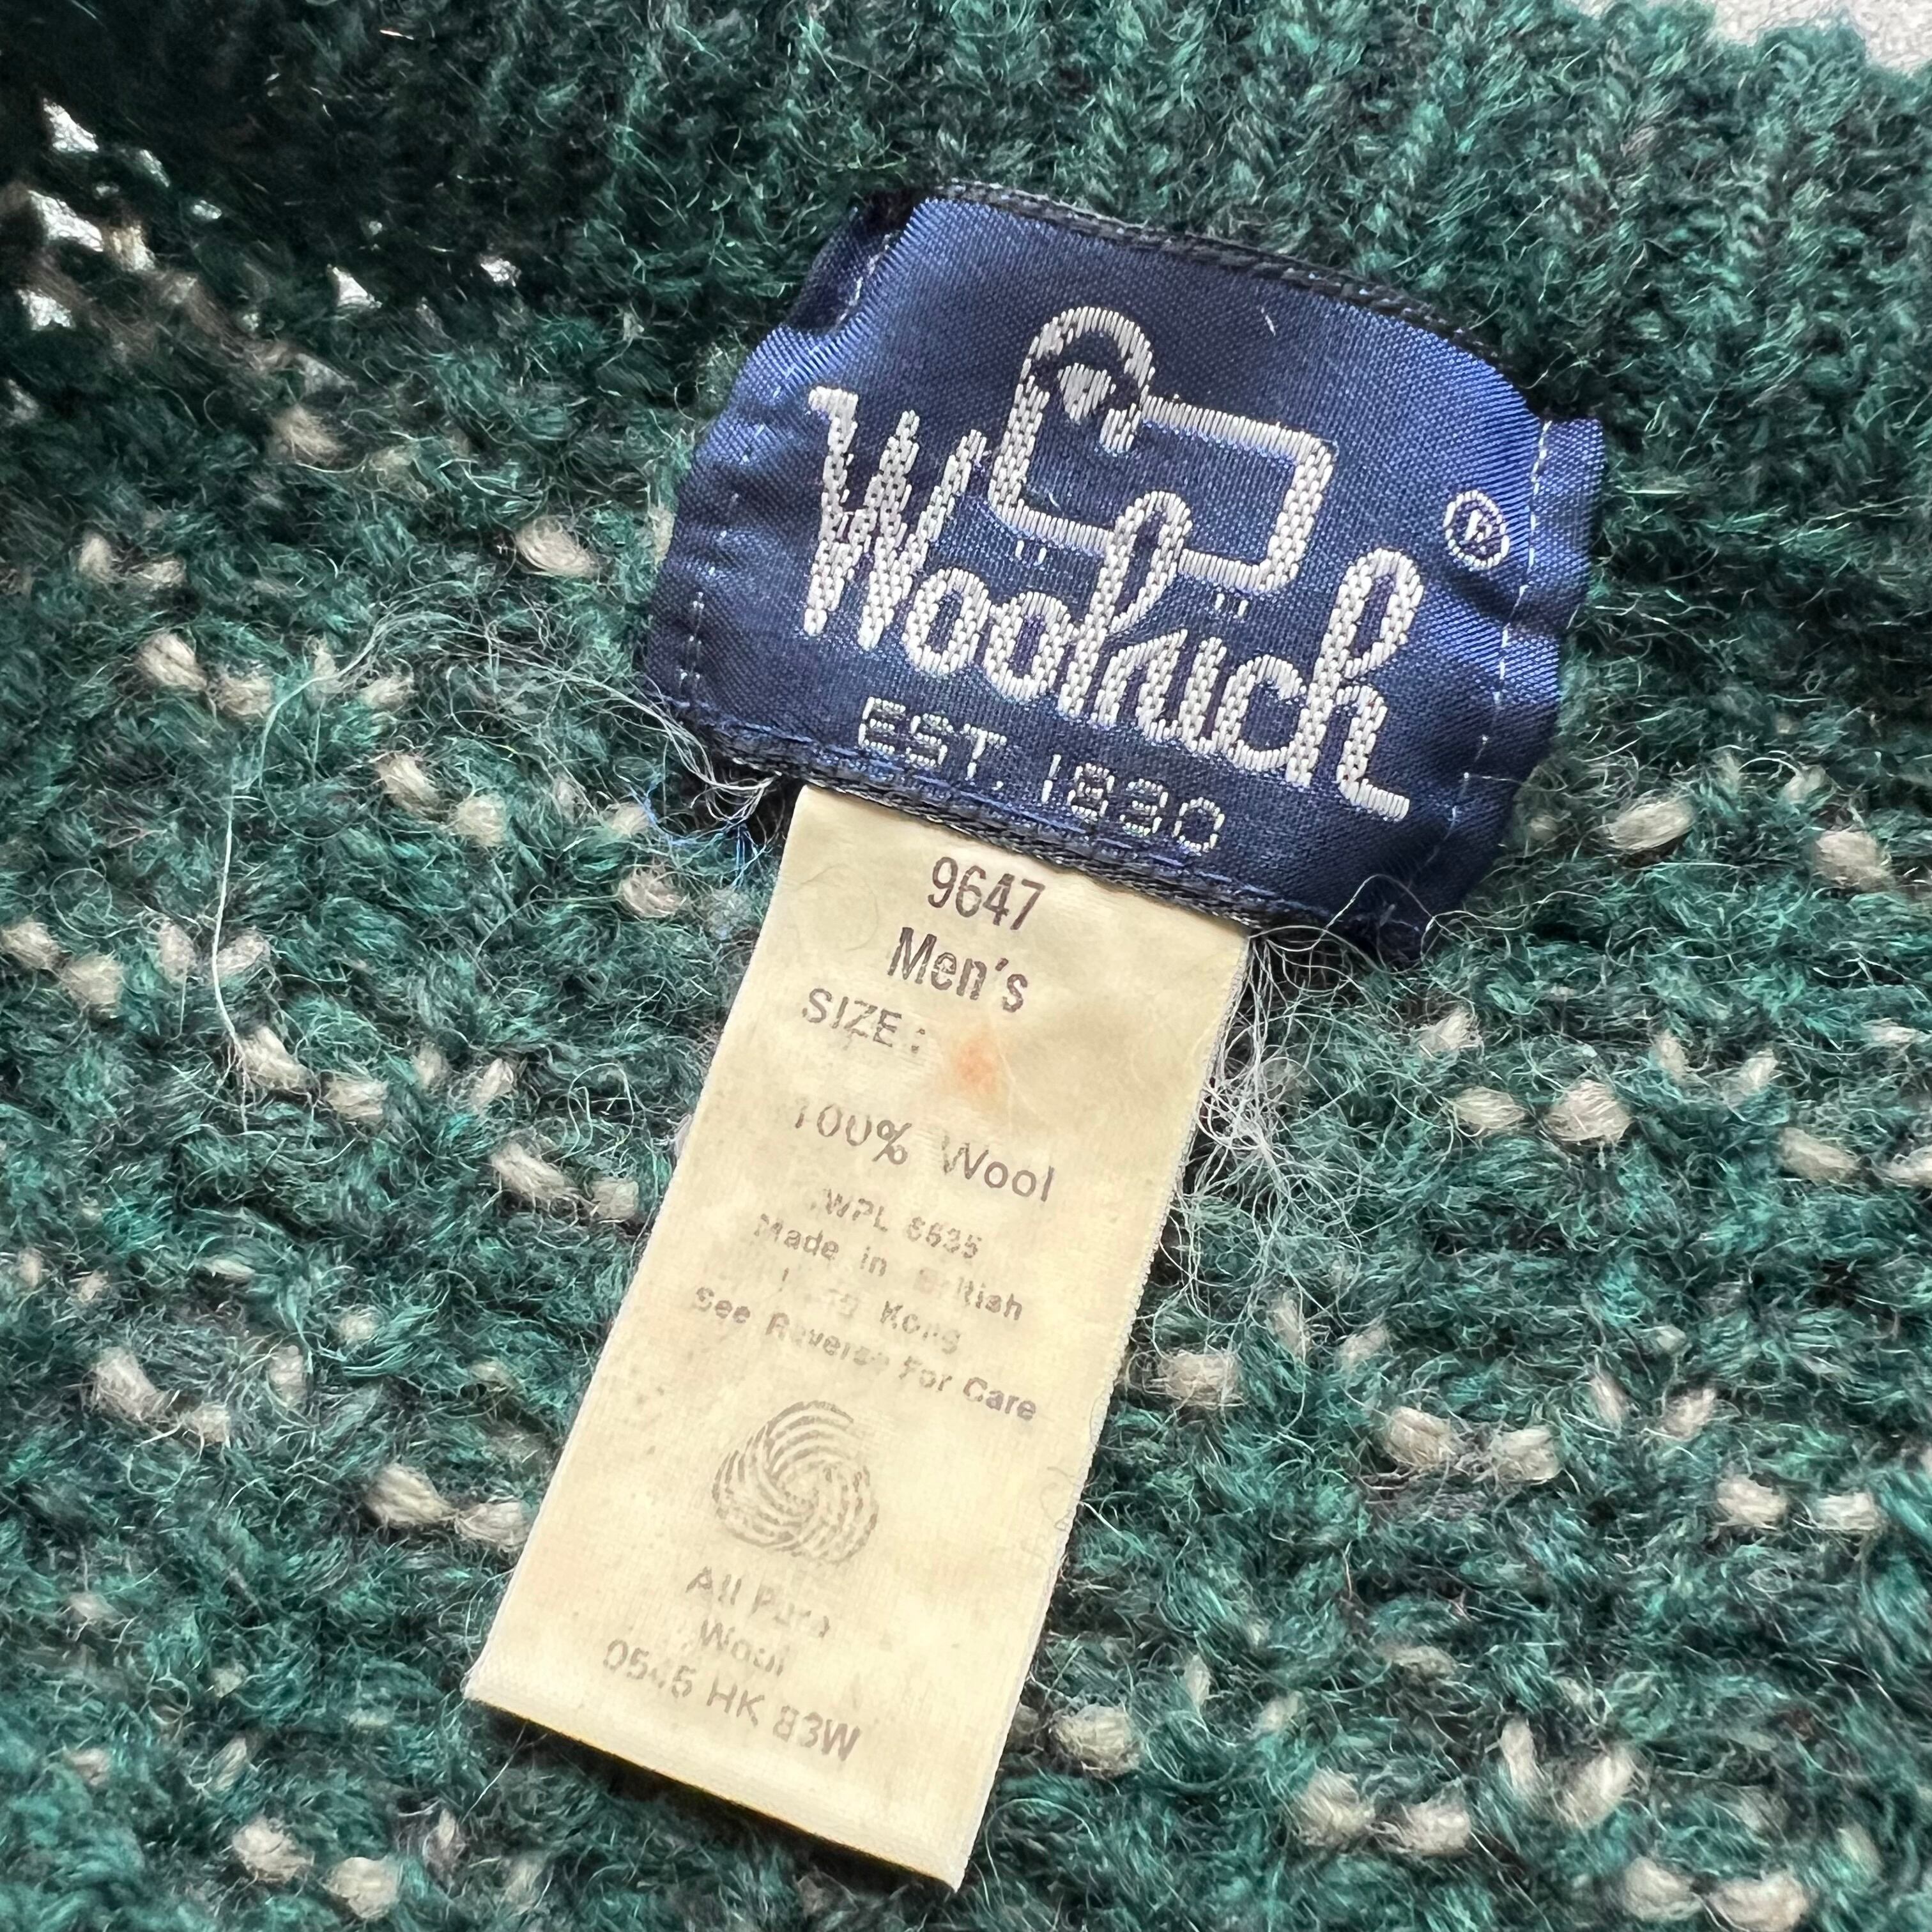 Woolrich®
EST. 1830
9647
Men's
SIZE :
100% Wool
WPL 6635
Made in British
Kong
See Reverse For Care
All Pure
Wool
HK 83W